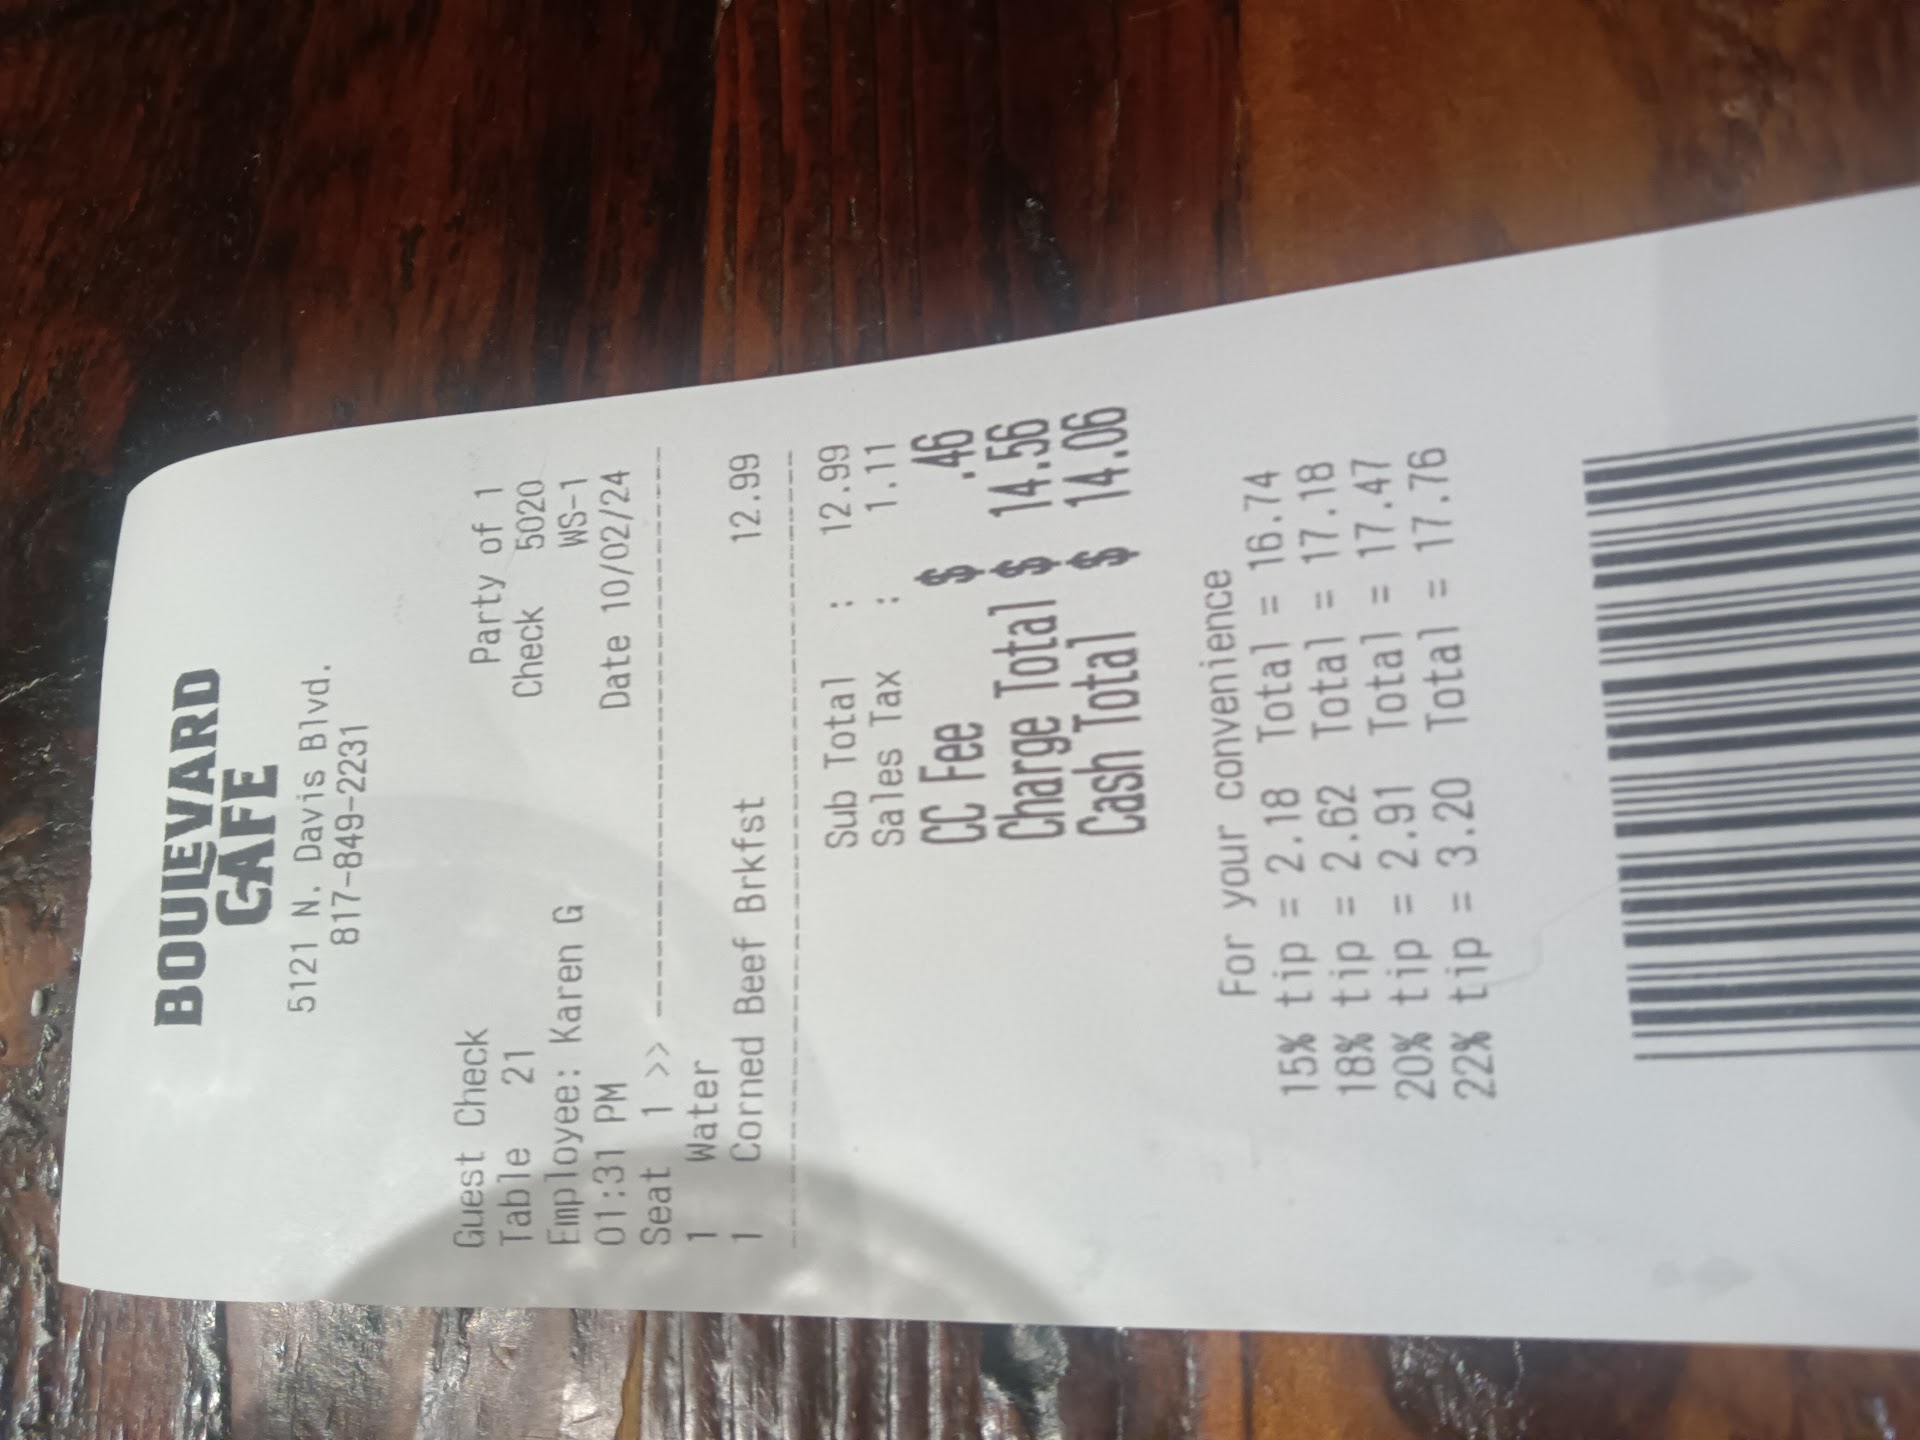 BOULEVARD
CAFE
5121 N. Davis Blvd.
817-849-2231
Guest Check Party of 1
Table 21 Check 5020
Employee: Karen G WS-1
01:31 PM Date 10/02/24
Seat 1 >> ------------------------------
1 Water
1 Corned Beef Brkfst 12.99
----------------------------------------
Sub Total : 12.99
Sales Tax : 1.11
CC Fee $ .46
Charge Total $ 14.56
Cash Total $ 14.06
For your convenience
15% tip = 2.18 Total = 16.74
18% tip = 2.62 Total = 17.18
20% tip = 2.91 Total = 17.47
22% tip = 3.20 Total = 17.76